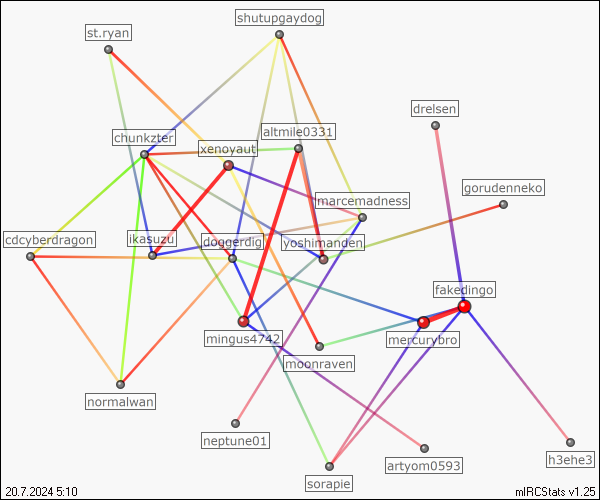 shutupgaydog
st.ryan
drelsen
altmile0331
chunkzter
xenoyaut
gorudenneko
marcemadness
cdcyberdragon
ikasuzu
doggerdig
yoshimanden
fakedingo
mingus4742
mercurybro
moonraven
normalwan
neptune01
h3ehe3
artyom0593
sorapie
20.7.2024 5:10
mIRCStats v1.25